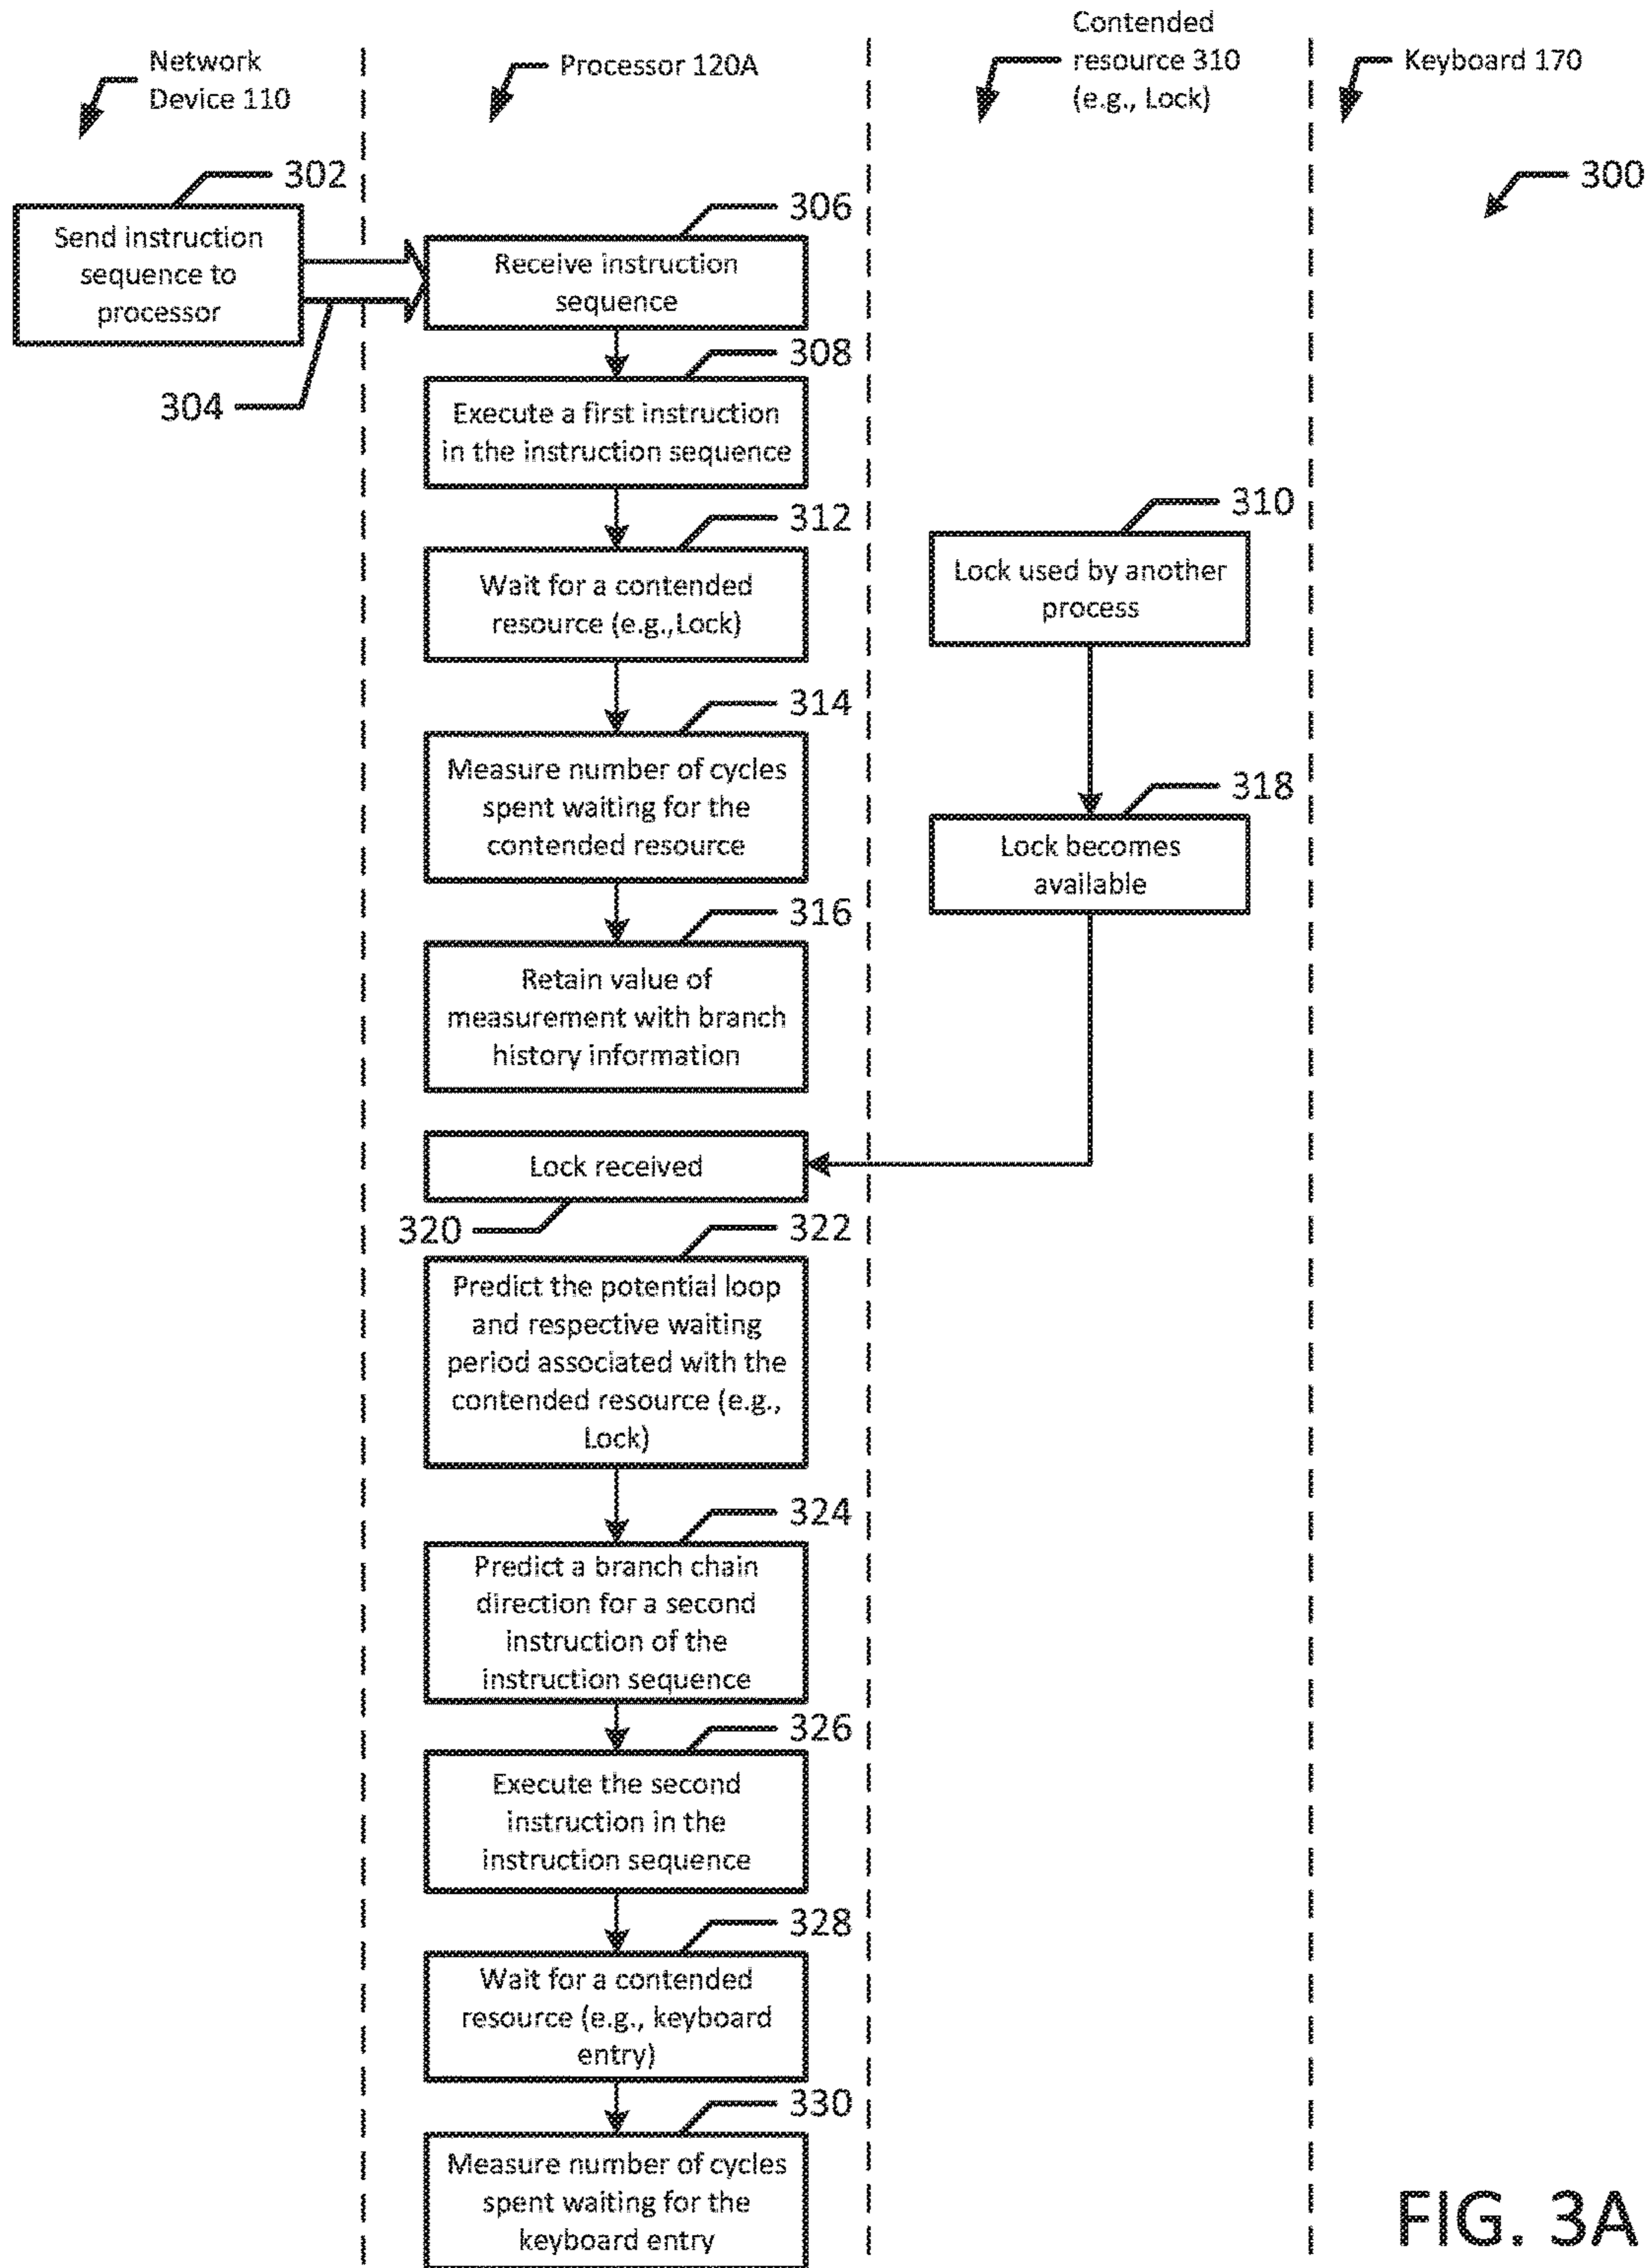 Network
Device 110
Processor 120A
Contended
resource 310
(e.g., Lock)
Keyboard 170
300
302
Send instruction
sequence to
processor
304
306
Receive instruction
sequence
308
Execute a first instruction
in the instruction sequence
312
Wait for a contended
resource (e.g.,Lock)
310
Lock used by another
process
314
Measure number of cycles
spent waiting for the
contended resource
318
Lock becomes
available
316
Retain value of
measurement with branch
history information
Lock received
320
322
Predict the potential loop
and respective waiting
period associated with the
contended resource (e.g.,
Lock)
324
Predict a branch chain
direction for a second
instruction of the
instruction sequence
326
Execute the second
instruction in the
instruction sequence
328
Wait for a contended
resource (e.g., keyboard
entry)
330
Measure number of cycles
spent waiting for the
keyboard entry
FIG. 3A